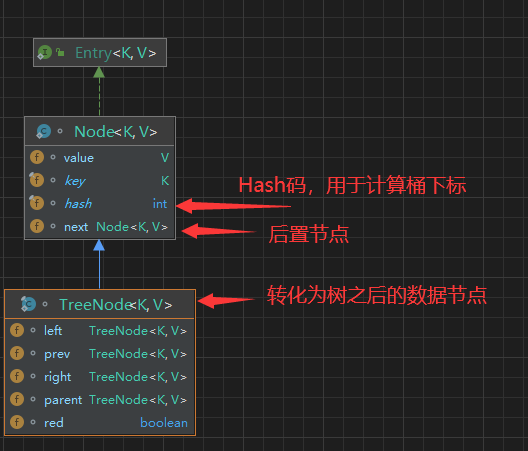 Entry<K, V>
Node<K, V>
value V
key K
hash int
next Node<K, V>
Hash码，用于计算桶下标
后置节点
TreeNode<K, V>
转化为树之后的数据节点
left TreeNode<K, V>
prev TreeNode<K, V>
right TreeNode<K, V>
parent TreeNode<K, V>
red boolean